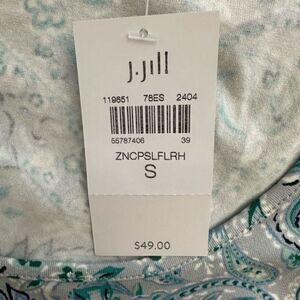 J.Jill
119651 78ES 2404
55787406 39
ZNCPSLFLRH
S
$49.00